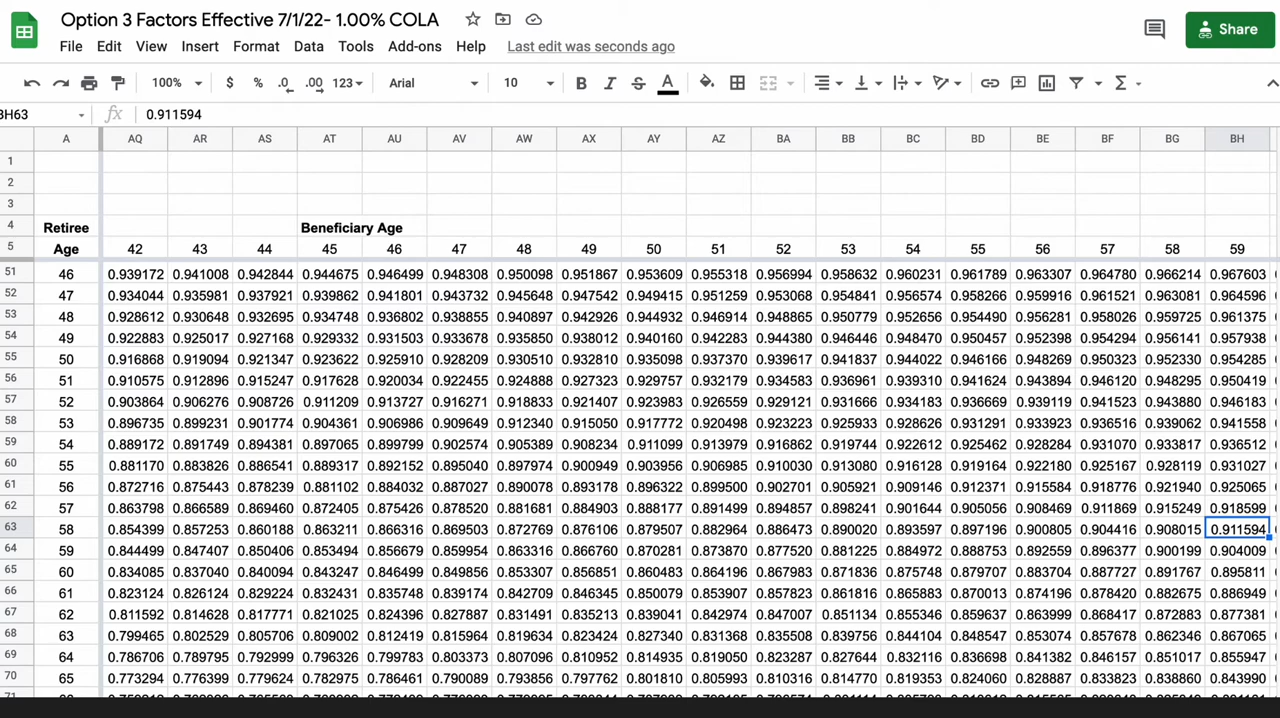 Option 3 Factors Effective 7/1/22- 1.00% COLA
Share
File Edit View Insert Format Data Tools Add-ons Help Last edit was seconds ago
100% $ % .0 .00 123 Arial 10 B I S A Σ
BH63 fx 0.911594
A AQ AR AS AT AU AV AW AX AY AZ BA BB BC BD BE BF BG BH
1
2
3
4 Retiree Beneficiary Age
5 Age 42 43 44 45 46 47 48 49 50 51 52 53 54 55 56 57 58 59
51 46 0.939172 0.941008 0.942844 0.944675 0.946499 0.948308 0.950098 0.951867 0.953609 0.955318 0.956994 0.958632 0.960231 0.961789 0.963307 0.964780 0.966214 0.967603
52 47 0.934044 0.935981 0.937921 0.939862 0.941801 0.943732 0.945648 0.947542 0.949415 0.951259 0.953068 0.954841 0.956574 0.958266 0.959916 0.961521 0.963081 0.964596
53 48 0.928612 0.930648 0.932695 0.934748 0.936802 0.938855 0.940897 0.942926 0.944932 0.946914 0.948865 0.950779 0.952656 0.954490 0.956281 0.958026 0.959725 0.961375
54 49 0.922883 0.925017 0.927168 0.929332 0.931503 0.933678 0.935850 0.938012 0.940160 0.942283 0.944380 0.946446 0.948470 0.950457 0.952398 0.954294 0.956141 0.957938
55 50 0.916868 0.919094 0.921347 0.923622 0.925910 0.928209 0.930510 0.932810 0.935098 0.937370 0.939617 0.941837 0.944022 0.946166 0.948269 0.950323 0.952330 0.954285
56 51 0.910575 0.912896 0.915247 0.917628 0.920034 0.922455 0.924888 0.927323 0.929757 0.932179 0.934583 0.936961 0.939310 0.941624 0.943894 0.946120 0.948295 0.950419
57 52 0.903864 0.906276 0.908726 0.911209 0.913727 0.916271 0.918833 0.921407 0.923983 0.926559 0.929121 0.931666 0.934183 0.936669 0.939119 0.941523 0.943880 0.946183
58 53 0.896735 0.899231 0.901774 0.904361 0.906986 0.909649 0.912340 0.915050 0.917772 0.920498 0.923223 0.925933 0.928626 0.931291 0.933923 0.936516 0.939062 0.941558
59 54 0.889172 0.891749 0.894381 0.897065 0.899799 0.902574 0.905389 0.908234 0.911099 0.913979 0.916862 0.919744 0.922612 0.925462 0.928284 0.931070 0.933817 0.936512
60 55 0.881170 0.883826 0.886541 0.889317 0.892152 0.895040 0.897974 0.900949 0.903956 0.906985 0.910030 0.913080 0.916128 0.919164 0.922180 0.925167 0.928119 0.931027
61 56 0.872716 0.875443 0.878239 0.881102 0.884032 0.887027 0.890078 0.893178 0.896322 0.899500 0.902701 0.905921 0.909146 0.912371 0.915584 0.918776 0.921940 0.925065
62 57 0.863798 0.866589 0.869460 0.872405 0.875426 0.878520 0.881681 0.884903 0.888177 0.891499 0.894857 0.898241 0.901644 0.905056 0.908469 0.911869 0.915249 0.918599
63 58 0.854399 0.857253 0.860188 0.863211 0.866316 0.869503 0.872769 0.876106 0.879507 0.882964 0.886473 0.890020 0.893597 0.897196 0.900805 0.904416 0.908015 0.911594
64 59 0.844499 0.847407 0.850406 0.853494 0.856679 0.859954 0.863316 0.866760 0.870281 0.873870 0.877520 0.881225 0.884972 0.888753 0.892559 0.896377 0.900199 0.904009
65 60 0.834085 0.837040 0.840094 0.843247 0.846499 0.849856 0.853307 0.856851 0.860483 0.864196 0.867983 0.871836 0.875748 0.879707 0.883704 0.887727 0.891767 0.895811
66 61 0.823124 0.826124 0.829224 0.832431 0.835748 0.839174 0.842709 0.846345 0.850079 0.853907 0.857823 0.861816 0.865883 0.870013 0.874196 0.878420 0.882675 0.886949
67 62 0.811592 0.814628 0.817771 0.821025 0.824396 0.827887 0.831491 0.835213 0.839041 0.842974 0.847007 0.851134 0.855346 0.859637 0.863999 0.868417 0.872883 0.877381
68 63 0.799465 0.802529 0.805706 0.809002 0.812419 0.815964 0.819634 0.823424 0.827340 0.831368 0.835508 0.839756 0.844104 0.848547 0.853074 0.857678 0.862346 0.867065
69 64 0.786706 0.789795 0.792999 0.796326 0.799783 0.803373 0.807096 0.810952 0.814935 0.819050 0.823287 0.827644 0.832116 0.836698 0.841382 0.846157 0.851017 0.855947
70 65 0.773294 0.776399 0.779624 0.782975 0.786461 0.790089 0.793856 0.797762 0.801810 0.805993 0.810316 0.814770 0.819353 0.824060 0.828887 0.833823 0.838860 0.843990
71